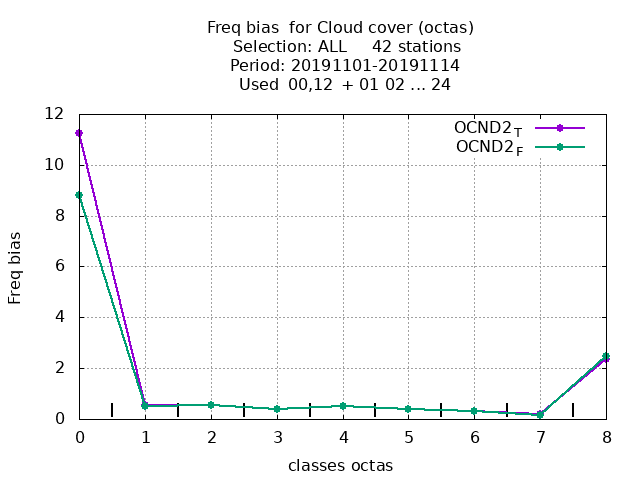 Freq bias  for Cloud cover (octas)
Selection: ALL     42 stations
Period: 20191101-20191114
Used  00,12  + 01 02 ... 24
12
10
8
6
4
2
0
Freq bias
OCND2T
OCND2F
0 1 2 3 4 5 6 7 8
classes octas